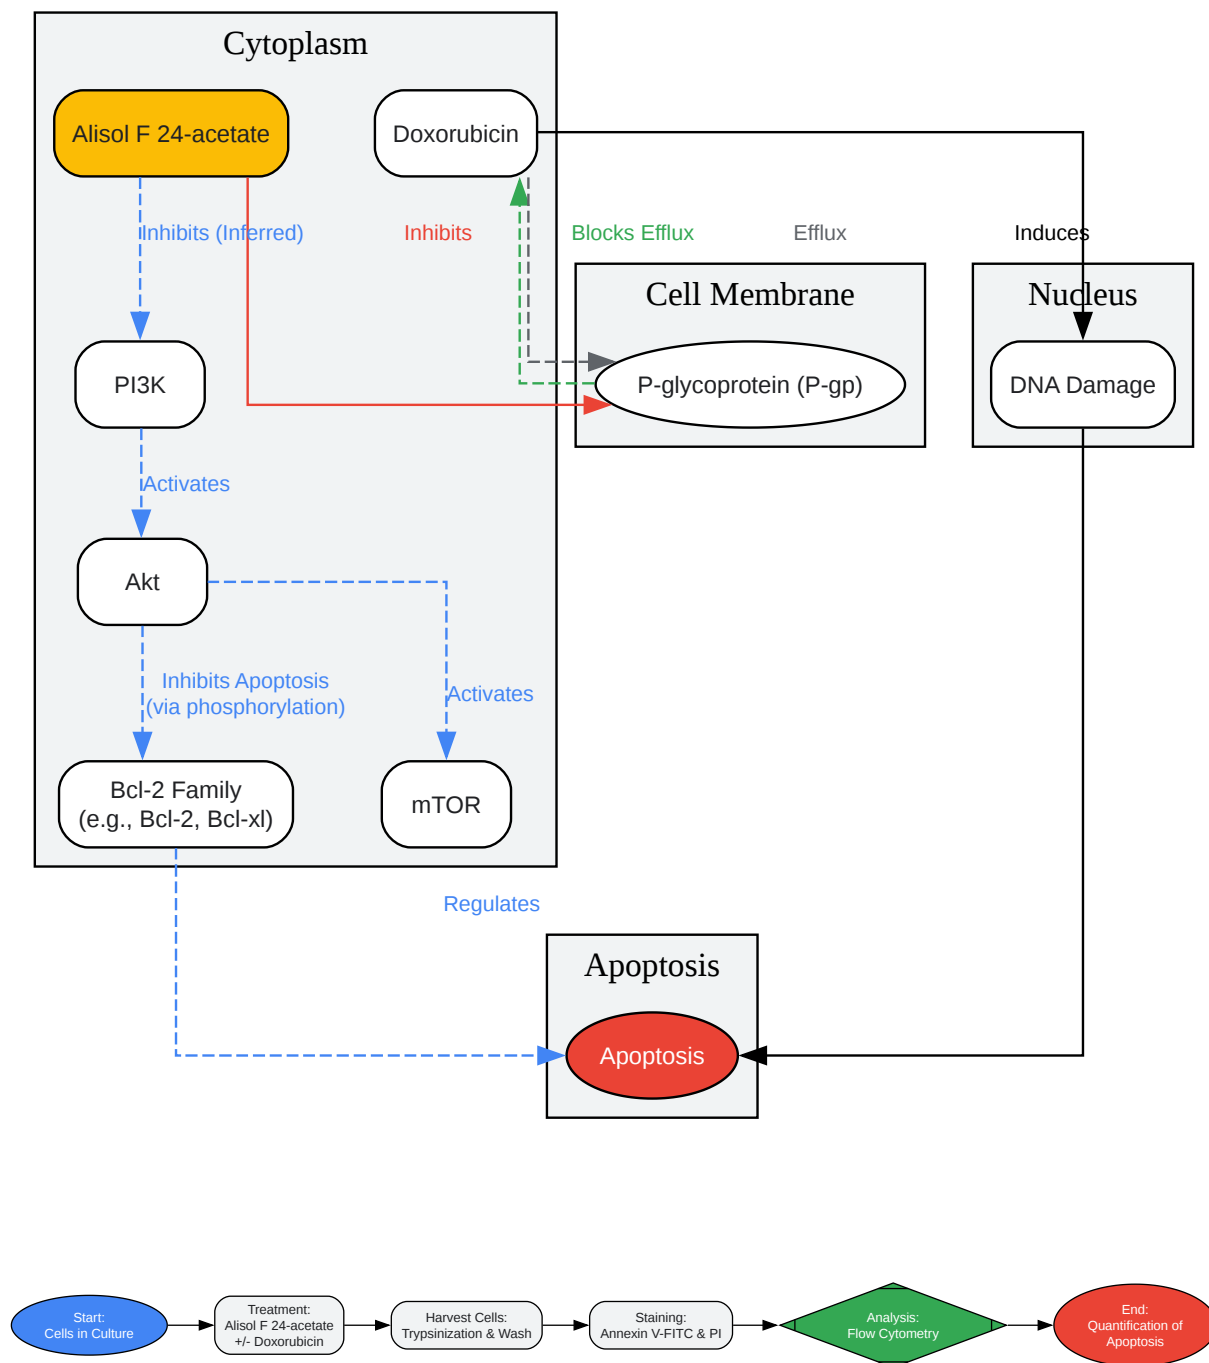 Cytoplasm
Alisol F 24-acetate
Doxorubicin
Inhibits (Inferred)
Inhibits
Blocks Efflux
Efflux
Induces
Cell Membrane
Nucleus
PI3K
P-glycoprotein (P-gp)
DNA Damage
Activates
Akt
Inhibits Apoptosis
(via phosphorylation)
Activates
Bcl-2 Family
(e.g., Bcl-2, Bcl-xl)
mTOR
Regulates
Apoptosis
Apoptosis
Start:
Cells in Culture
Treatment:
Alisol F 24-acetate
+/- Doxorubicin
Harvest Cells:
Trypsinization & Wash
Staining:
Annexin V-FITC & PI
Analysis:
Flow Cytometry
End:
Quantification of
Apoptosis